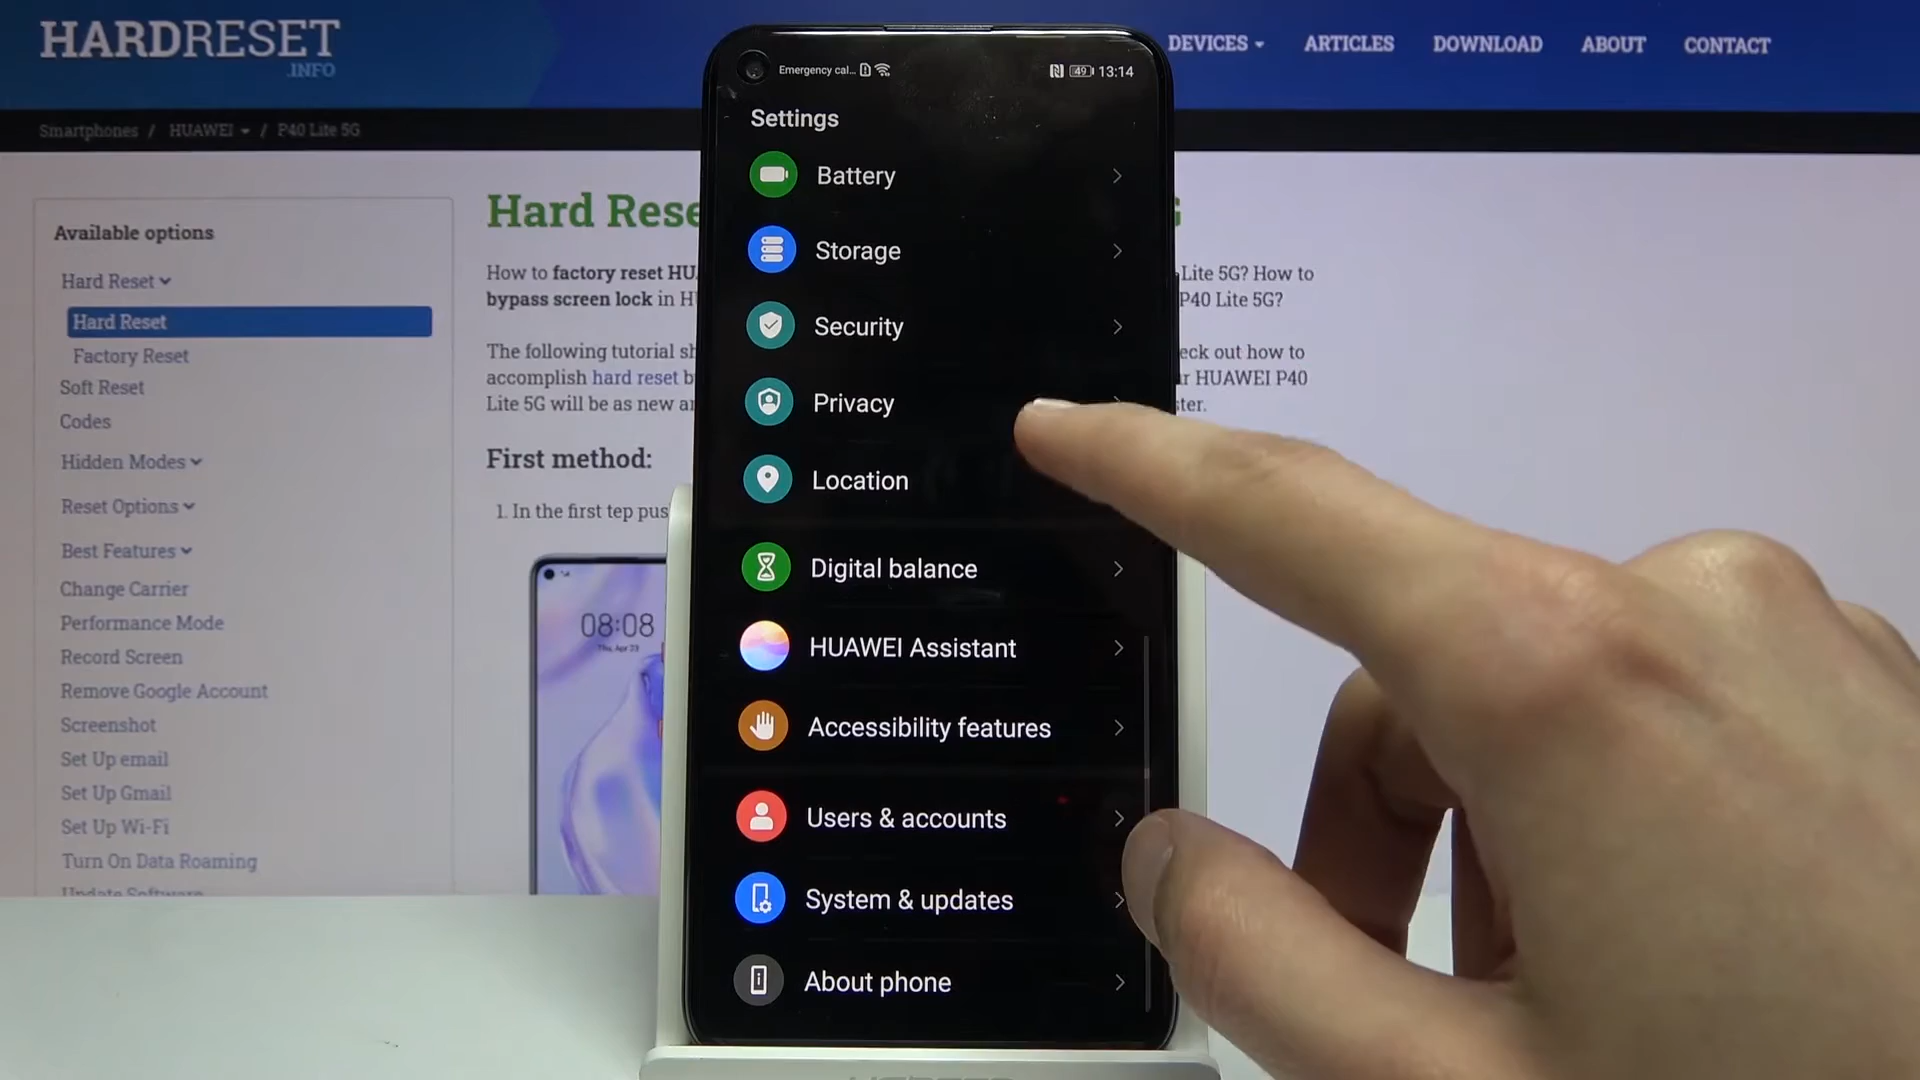 HARDRESET
.INFO
DEVICES
ARTICLES
DOWNLOAD
ABOUT
CONTACT
Smartphones / HUAWEI / P40 Lite 5G
Available options
Hard Reset
Hard Reset
Factory Reset
Soft Reset
Codes
Hidden Modes
Reset Options
Best Features
Change Carrier
Performance Mode
Record Screen
Remove Google Account
Screenshot
Set Up email
Set Up Gmail
Set Up Wi-Fi
Turn On Data Roaming
Update Software
Hard Rese
How to factory reset HU
Lite 5G? How to
bypass screen lock in H
P40 Lite 5G?
The following tutorial sh
eck out how to
accomplish hard reset b
r HUAWEI P40
Lite 5G will be as new a
ster.
First method:
1. In the first tep pus
08:08
Thu, Apr 23
Emergency cal...
49
13:14
Settings
Battery
Storage
Security
Privacy
Location
Digital balance
HUAWEI Assistant
Accessibility features
Users & accounts
System & updates
About phone